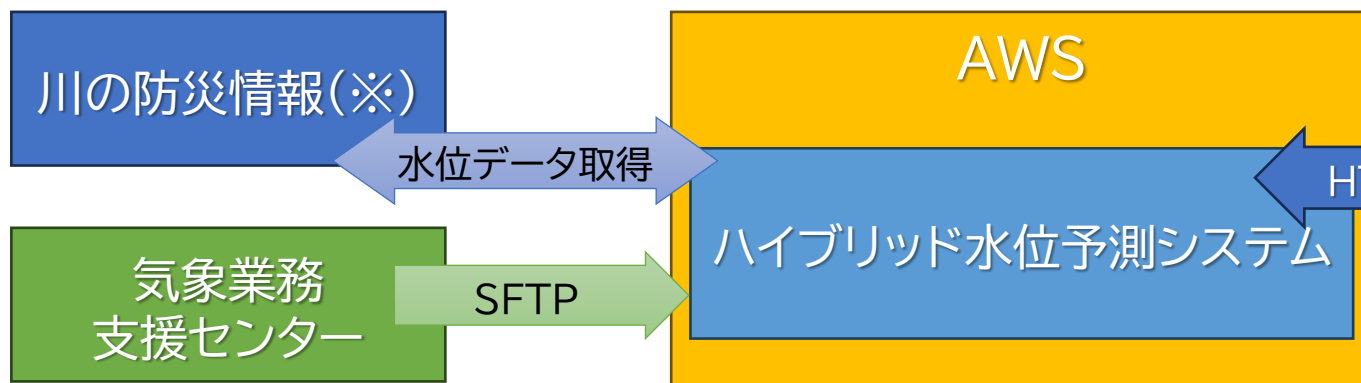 川の防災情報(※)
AWS
水位データ取得
ハイブリッド水位予測システム
気象業務
支援センター
SFTP